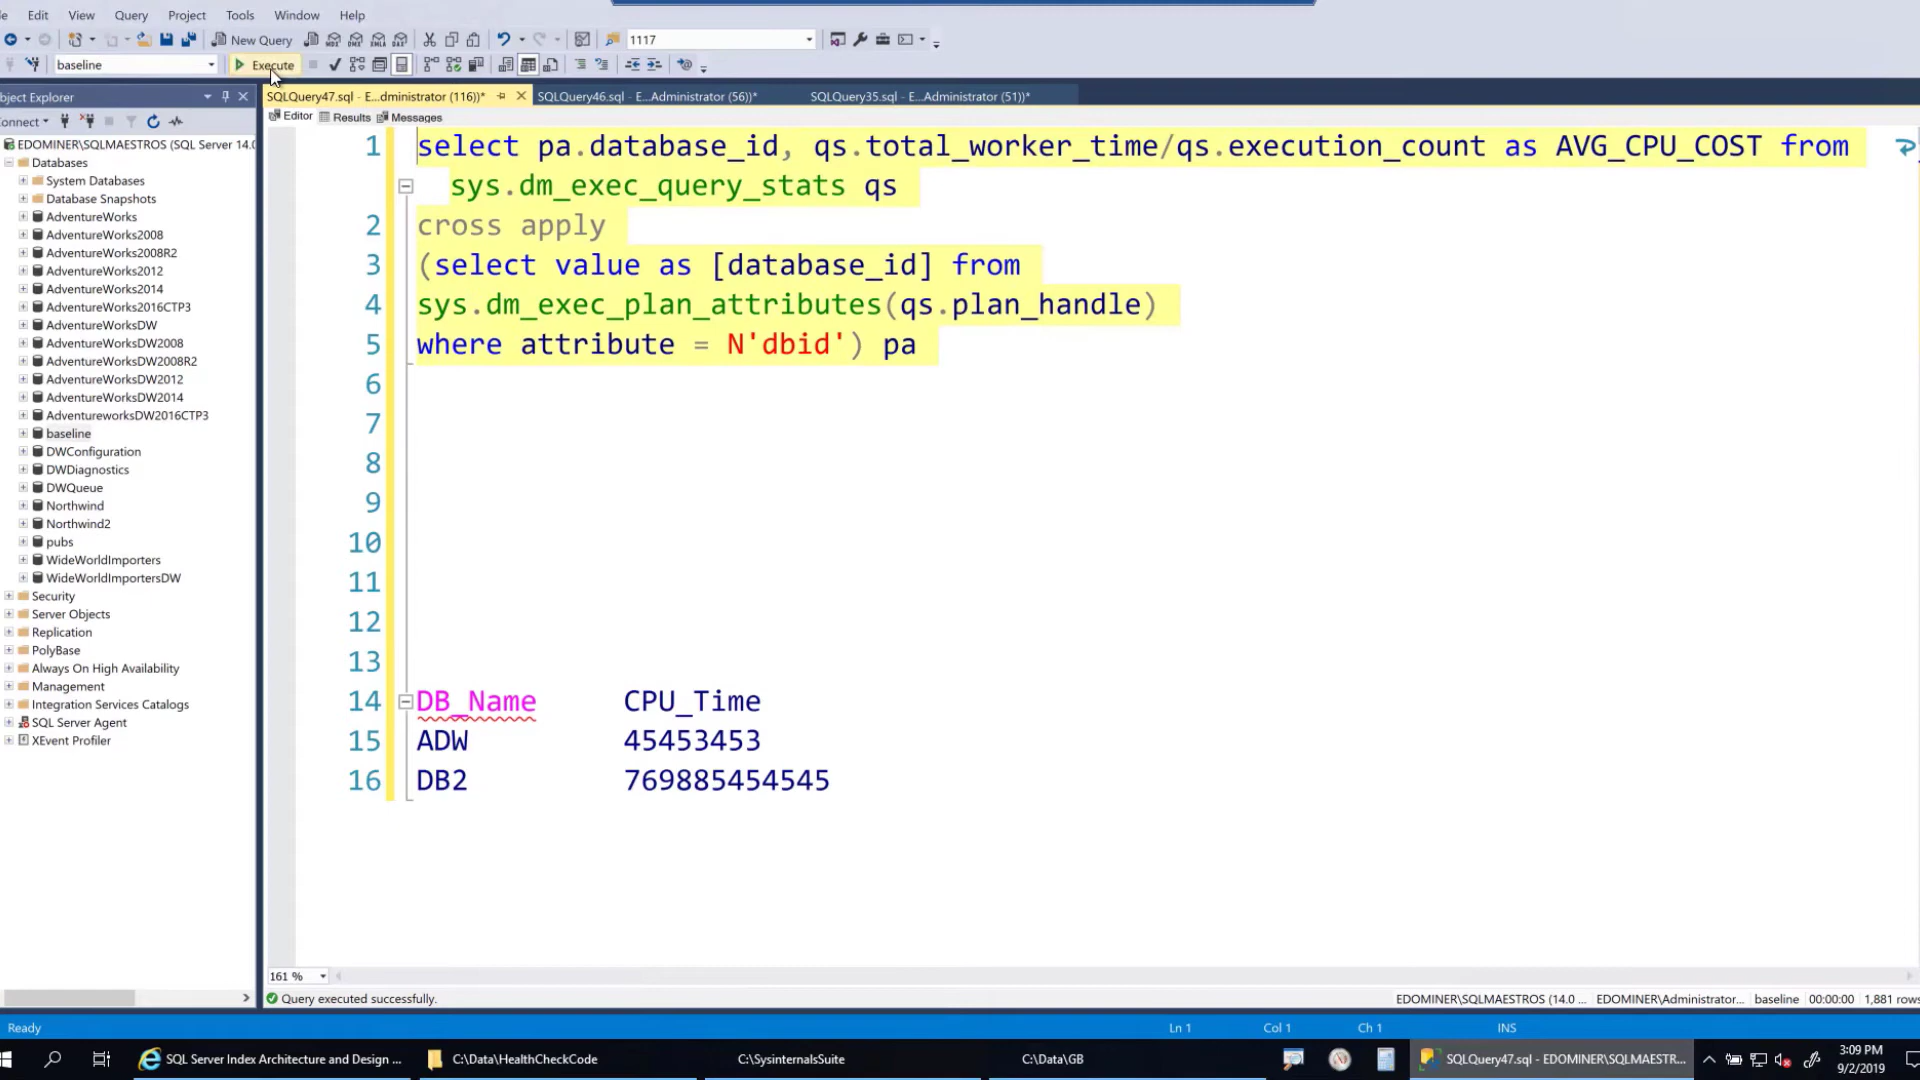 Edit View Query Project Tools Window Help
New Query 1117
baseline Execute
bject Explorer
SQLQuery47.sql - E...dministrator (116))*
SQLQuery46.sql - E...Administrator (56))*
SQLQuery35.sql - E...Administrator (51))*
onnect
Editor Results Messages
EDOMINER\SQLMAESTROS (SQL Server 14.0
Databases
System Databases
Database Snapshots
AdventureWorks
AdventureWorks2008
AdventureWorks2008R2
AdventureWorks2012
AdventureWorks2014
AdventureWorks2016CTP3
AdventureWorksDW
AdventureWorksDW2008
AdventureWorksDW2008R2
AdventureWorksDW2012
AdventureWorksDW2014
AdventureworksDW2016CTP3
baseline
DWConfiguration
DWDiagnostics
DWQueue
Northwind
Northwind2
pubs
WideWorldImporters
WideWorldImportersDW
Security
Server Objects
Replication
PolyBase
Always On High Availability
Management
Integration Services Catalogs
SQL Server Agent
XEvent Profiler
1 select pa.database_id, qs.total_worker_time/qs.execution_count as AVG_CPU_COST from
sys.dm_exec_query_stats qs
2 cross apply
3 (select value as [database_id] from
4 sys.dm_exec_plan_attributes(qs.plan_handle)
5 where attribute = N'dbid') pa
6
7
8
9
10
11
12
13
14 DB_Name CPU_Time
15 ADW 45453453
16 DB2 769885454545
161 %
Query executed successfully.
EDOMINER\SQLMAESTROS (14.0 ... EDOMINER\Administrator... baseline 00:00:00 1,881 rows
Ready Ln 1 Col 1 Ch 1 INS
SQL Server Index Architecture and Design ... C:\Data\HealthCheckCode C:\SysinternalsSuite C:\Data\GB SQLQuery47.sql - EDOMINER\SQLMAESTR...
3:09 PM
9/2/2019